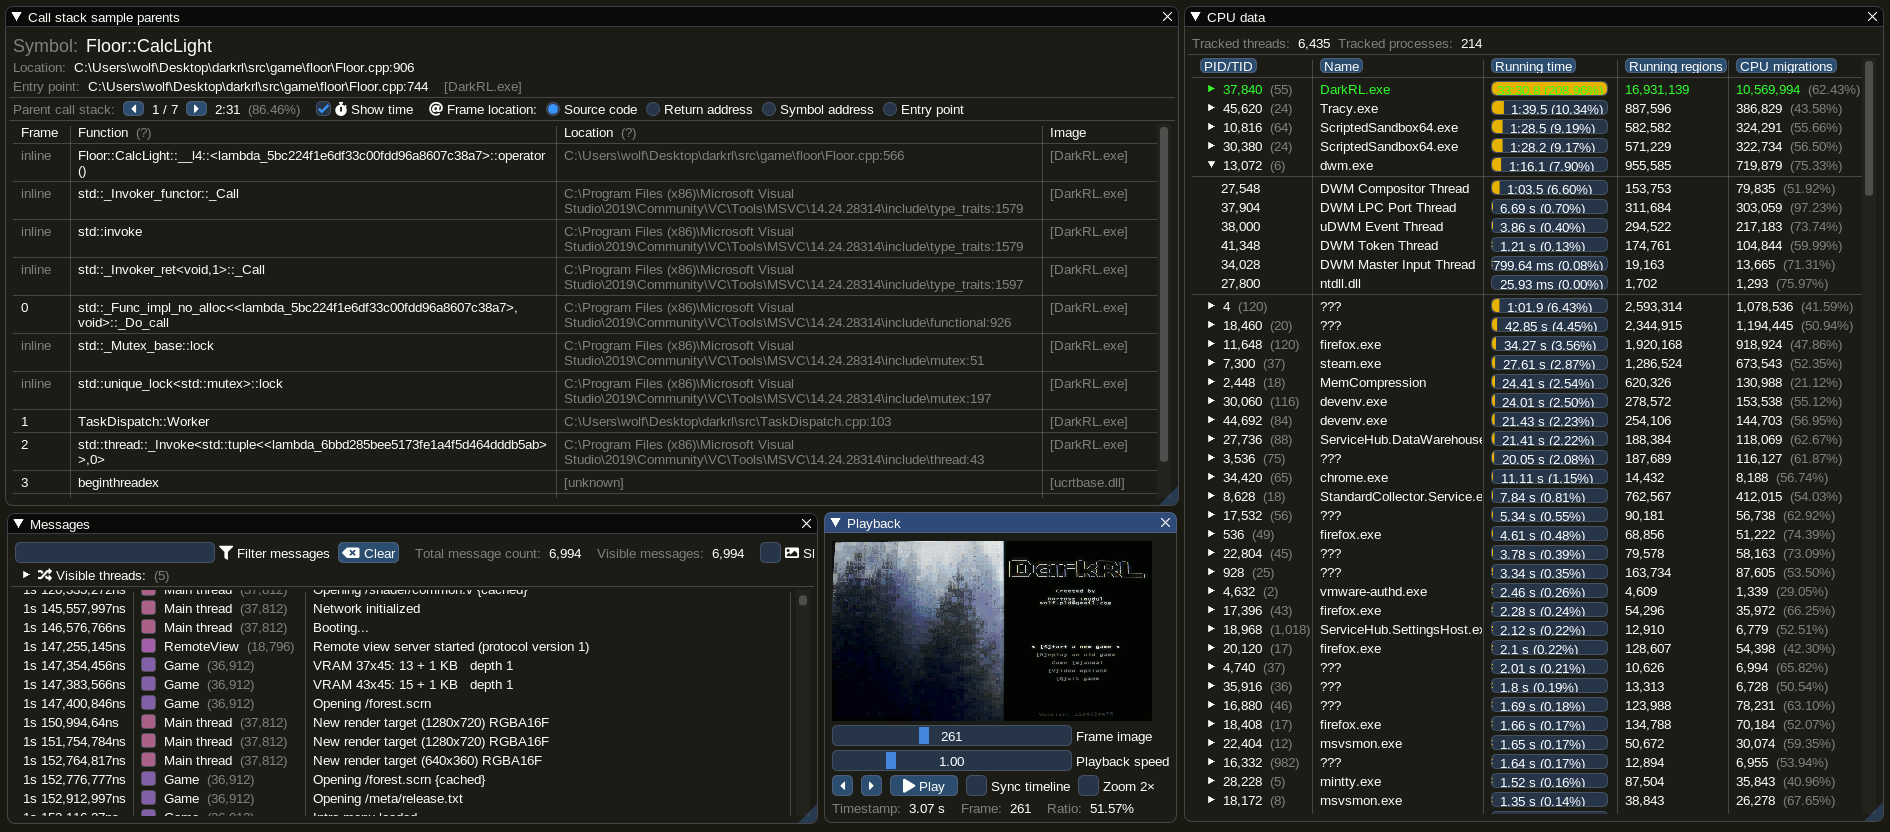 Call stack sample parents
Symbol: Floor::CalcLight
Location: C:\Users\wolf\Desktop\darkrl\src\game\floor\Floor.cpp:906
Entry point: C:\Users\wolf\Desktop\darkrl\src\game\floor\Floor.cpp:744 [DarkRL.exe]
Parent call stack: 1 / 7 2:31 (86.46%) Show time Frame location: Source code Return address Symbol address Entry point
Frame Function (?) Location (?) Image
inline Floor::CalcLight::__l4::<lambda_5bc224f1e6df33c00fdd96a8607c38a7>::operator C:\Users\wolf\Desktop\darkrl\src\game\floor\Floor.cpp:566 [DarkRL.exe]
()
inline std::_Invoker_functor::_Call C:\Program Files (x86)\Microsoft Visual [DarkRL.exe]
Studio\2019\Community\VC\Tools\MSVC\14.24.28314\include\type_traits:1579
inline std::invoke C:\Program Files (x86)\Microsoft Visual [DarkRL.exe]
Studio\2019\Community\VC\Tools\MSVC\14.24.28314\include\type_traits:1579
inline std::_Invoker_ret<void,1>::_Call C:\Program Files (x86)\Microsoft Visual [DarkRL.exe]
Studio\2019\Community\VC\Tools\MSVC\14.24.28314\include\type_traits:1597
0 std::_Func_impl_no_alloc<<lambda_5bc224f1e6df33c00fdd96a8607c38a7>, C:\Program Files (x86)\Microsoft Visual [DarkRL.exe]
void>::_Do_call Studio\2019\Community\VC\Tools\MSVC\14.24.28314\include\functional:926
inline std::_Mutex_base::lock C:\Program Files (x86)\Microsoft Visual [DarkRL.exe]
Studio\2019\Community\VC\Tools\MSVC\14.24.28314\include\mutex:51
inline std::unique_lock<std::mutex>::lock C:\Program Files (x86)\Microsoft Visual [DarkRL.exe]
Studio\2019\Community\VC\Tools\MSVC\14.24.28314\include\mutex:197
1 TaskDispatch::Worker C:\Users\wolf\Desktop\darkrl\src\TaskDispatch.cpp:103 [DarkRL.exe]
2 std::thread::_Invoke<std::tuple<<lambda_6bbd285bee5173fe1a4f5d464dddb5ab> C:\Program Files (x86)\Microsoft Visual [DarkRL.exe]
>,0> Studio\2019\Community\VC\Tools\MSVC\14.24.28314\include\thread:43
3 beginthreadex [unknown] [ucrtbase.dll]
Messages
Filter messages Clear Total message count: 6,994 Visible messages: 6,994
Visible threads: (5)
1s 126,335,272ns Main thread (37,812) Opening /shader/common.v {cached}
1s 145,557,997ns Main thread (37,812) Network initialized
1s 146,576,766ns Main thread (37,812) Booting...
1s 147,255,145ns RemoteView (18,796) Remote view server started (protocol version 1)
1s 147,354,456ns Game (36,912) VRAM 37x45: 13 + 1 KB depth 1
1s 147,383,566ns Game (36,912) VRAM 43x45: 15 + 1 KB depth 1
1s 147,400,846ns Game (36,912) Opening /forest.scrn
1s 150,994,64ns Main thread (37,812) New render target (1280x720) RGBA16F
1s 151,754,784ns Main thread (37,812) New render target (1280x720) RGBA16F
1s 152,764,817ns Main thread (37,812) New render target (640x360) RGBA16F
1s 152,776,777ns Game (36,912) Opening /forest.scrn {cached}
1s 152,912,997ns Game (36,912) Opening /meta/release.txt
Playback
DarkRL
Created by
< [S]tart a new game >
[R]eplay an old game
[V]ideo options
[Q]uit game
261 Frame image
1.00 Playback speed
Play Sync timeline Zoom 2×
Timestamp: 3.07 s Frame: 261 Ratio: 51.57%
CPU data
Tracked threads: 6,435 Tracked processes: 214
PID/TID Name Running time Running regions CPU migrations
37,840 (55) DarkRL.exe 16,931,139 10,569,994 (62.43%)
45,620 (24) Tracy.exe 1:39.5 (10.34%) 887,596 386,829 (43.58%)
10,816 (64) ScriptedSandbox64.exe 1:28.5 (9.19%) 582,582 324,291 (55.66%)
30,380 (24) ScriptedSandbox64.exe 1:28.2 (9.17%) 571,229 322,734 (56.50%)
13,072 (6) dwm.exe 1:16.1 (7.90%) 955,585 719,879 (75.33%)
27,548 DWM Compositor Thread 1:03.5 (6.60%) 153,753 79,835 (51.92%)
37,904 DWM LPC Port Thread 6.69 s (0.70%) 311,684 303,059 (97.23%)
38,000 uDWM Event Thread 3.86 s (0.40%) 294,522 217,183 (73.74%)
41,348 DWM Token Thread 1.21 s (0.13%) 174,761 104,844 (59.99%)
34,028 DWM Master Input Thread 799.64 ms (0.08%) 19,163 13,665 (71.31%)
27,800 ntdll.dll 25.93 ms (0.00%) 1,702 1,293 (75.97%)
4 (120) ??? 1:01.9 (6.43%) 2,593,314 1,078,536 (41.59%)
18,460 (20) ??? 42.85 s (4.45%) 2,344,915 1,194,445 (50.94%)
11,648 (120) firefox.exe 34.27 s (3.56%) 1,920,168 918,924 (47.86%)
7,300 (37) steam.exe 27.61 s (2.87%) 1,286,524 673,543 (52.35%)
2,448 (18) MemCompression 24.41 s (2.54%) 620,326 130,988 (21.12%)
30,060 (116) devenv.exe 24.01 s (2.50%) 278,572 153,538 (55.12%)
44,692 (84) devenv.exe 21.43 s (2.23%) 254,106 144,703 (56.95%)
27,736 (88) ServiceHub.DataWarehouse 21.41 s (2.22%) 188,384 118,069 (62.67%)
3,536 (75) ??? 20.05 s (2.08%) 187,689 116,127 (61.87%)
34,420 (65) chrome.exe 11.11 s (1.15%) 14,432 8,188 (56.74%)
8,628 (18) StandardCollector.Service.e 7.84 s (0.81%) 762,567 412,015 (54.03%)
17,532 (56) ??? 5.34 s (0.55%) 90,181 56,738 (62.92%)
536 (49) firefox.exe 4.61 s (0.48%) 68,856 51,222 (74.39%)
22,804 (45) ??? 3.78 s (0.39%) 79,578 58,163 (73.09%)
928 (25) ??? 3.34 s (0.35%) 163,734 87,605 (53.50%)
4,632 (2) vmware-authd.exe 2.46 s (0.26%) 4,609 1,339 (29.05%)
17,396 (43) firefox.exe 2.28 s (0.24%) 54,296 35,972 (66.25%)
18,968 (1,018) ServiceHub.SettingsHost.ex 2.12 s (0.22%) 12,910 6,779 (52.51%)
20,120 (17) firefox.exe 2.1 s (0.22%) 128,607 54,398 (42.30%)
4,740 (37) ??? 2.01 s (0.21%) 10,626 6,994 (65.82%)
35,916 (36) ??? 1.8 s (0.19%) 13,313 6,728 (50.54%)
16,880 (46) ??? 1.69 s (0.18%) 123,988 78,231 (63.10%)
18,408 (17) firefox.exe 1.66 s (0.17%) 134,788 70,184 (52.07%)
22,404 (12) msvsmon.exe 1.65 s (0.17%) 50,672 30,074 (59.35%)
16,332 (982) ??? 1.64 s (0.17%) 12,894 6,955 (53.94%)
28,228 (5) mintty.exe 1.52 s (0.16%) 87,504 35,843 (40.96%)
18,172 (8) msvsmon.exe 1.35 s (0.14%) 38,843 26,278 (67.65%)